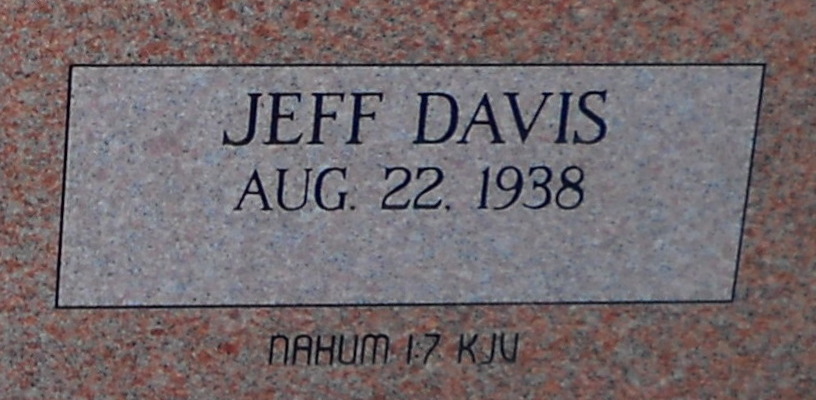 JEFF DAVIS
AUG. 22, 1938
NAHUM 1:7 KJV